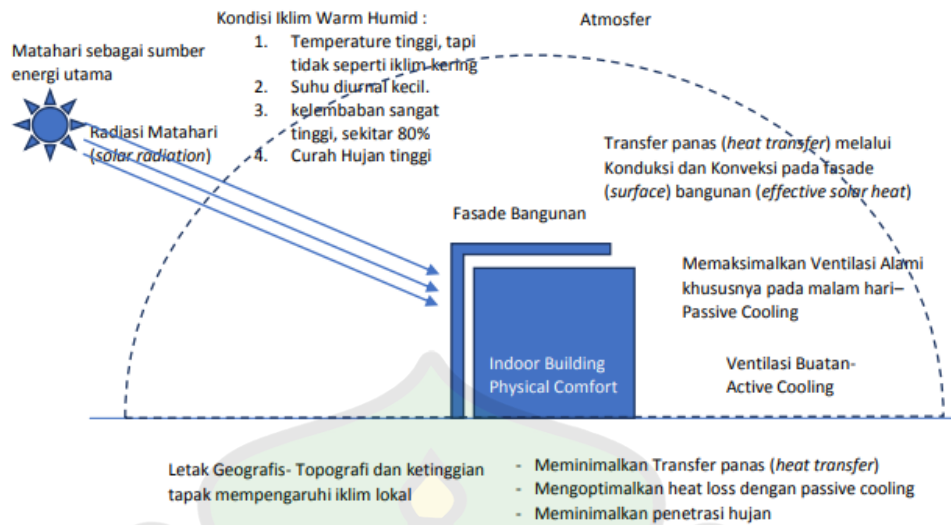 Kondisi Iklim Warm Humid :
1. Temperature tinggi, tapi
tidak seperti iklim kering
2. Suhu diurnal kecil.
3. kelembaban sangat
tinggi, sekitar 80%
4. Curah Hujan tinggi
Atmosfer
Matahari sebagai sumber
energi utama
Radiasi Matahari
(solar radiation)
Transfer panas (heat transfer) melalui
Konduksi dan Konveksi pada fasade
(surface) bangunan (effective solar heat)
Fasade Bangunan
Memaksimalkan Ventilasi Alami
khususnya pada malam hari–
Passive Cooling
Indoor Building
Physical Comfort
Ventilasi Buatan-
Active Cooling
Letak Geografis- Topografi dan ketinggian
tapak mempengaruhi iklim lokal
- Meminimalkan Transfer panas (heat transfer)
- Mengoptimalkan heat loss dengan passive cooling
- Meminimalkan penetrasi hujan